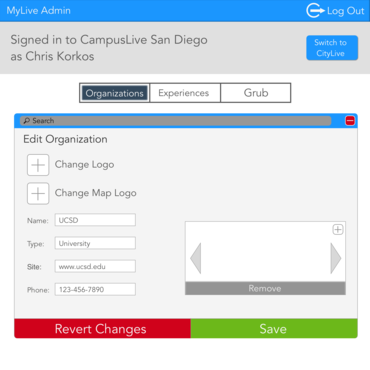 MyLive Admin
Log Out
Signed in to CampusLive San Diego
as Chris Korkos
Switch to
CityLive
Organizations
Experiences
Grub
Search
Edit Organization
Change Logo
Change Map Logo
Name: UCSD
Type: University
Site: www.ucsd.edu
Phone: 123-456-7890
Remove
Revert Changes
Save